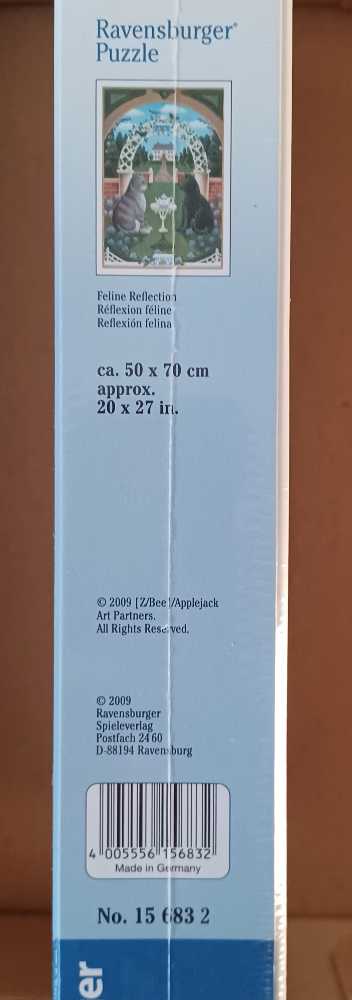 Ravensburger®
Puzzle
Feline Reflection
Réflexion féline
Reflexión felina
ca. 50 x 70 cm
approx.
20 x 27 in.
© 2009 [Z/Bee]/Applejack
Art Partners.
All Rights Reserved.
© 2009
Ravensburger
Spieleverlag
Postfach 24 60
D-88194 Ravensburg
4 005556 156832
Made in Germany
No. 15 683 2
er